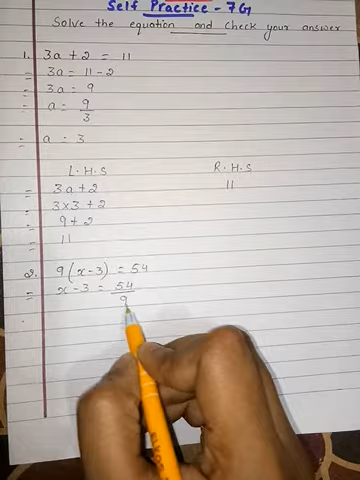 Self Practice - 7G
Solve the equation and check your answer
1. 3a + 2 = 11
= 3a = 11 - 2
= 3a = 9
= a = 9/3
= a = 3
L.H.S R.H.S
= 3a + 2 11
= 3×3 + 2
= 9 + 2
= 11
2. 9(x-3) = 54
= x - 3 = 54/9